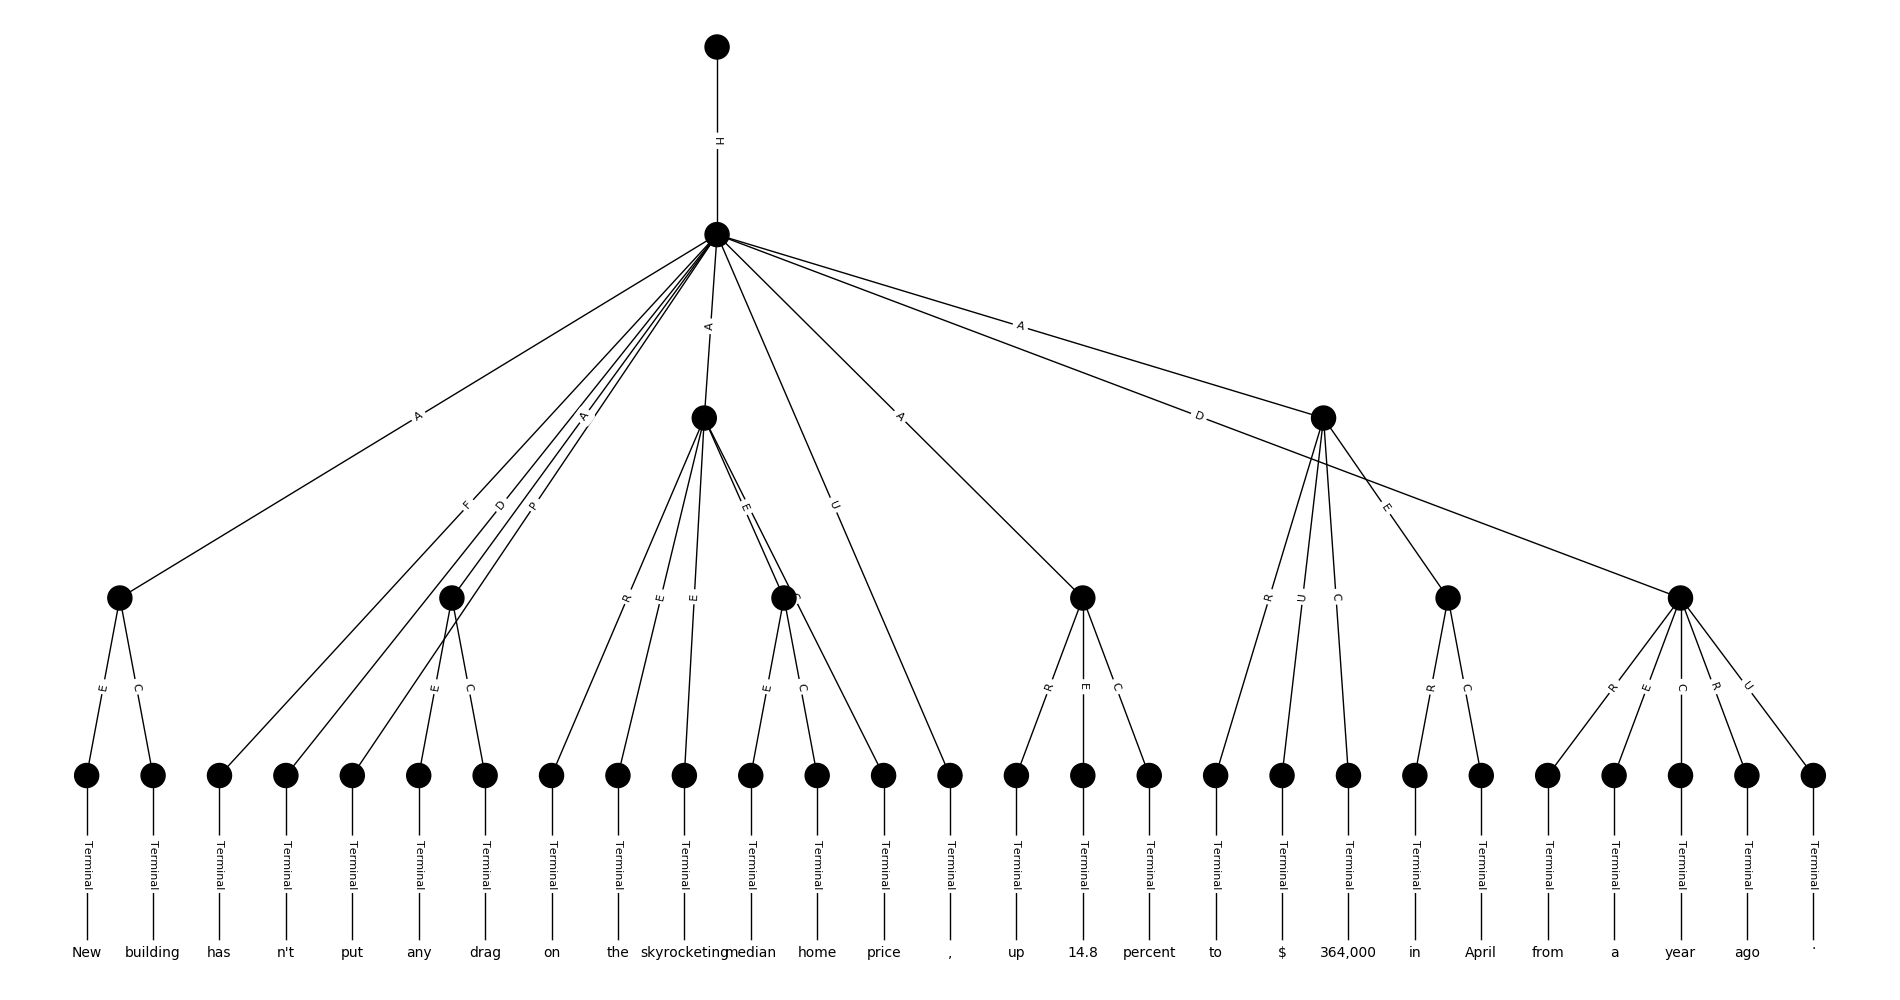 H
A
A
A
A
D
A
F
D
P
E
U
E
R
E
E
C
R
U
C
E
C
E
C
E
C
R
E
C
R
C
R
E
C
R
U
Terminal Terminal Terminal Terminal Terminal Terminal Terminal Terminal Terminal Terminal Terminal Terminal Terminal Terminal Terminal Terminal Terminal Terminal Terminal Terminal Terminal Terminal Terminal Terminal Terminal Terminal Terminal
New building has n't put any drag on the skyrocketing median home price , up 14.8 percent to $ 364,000 in April from a year ago .